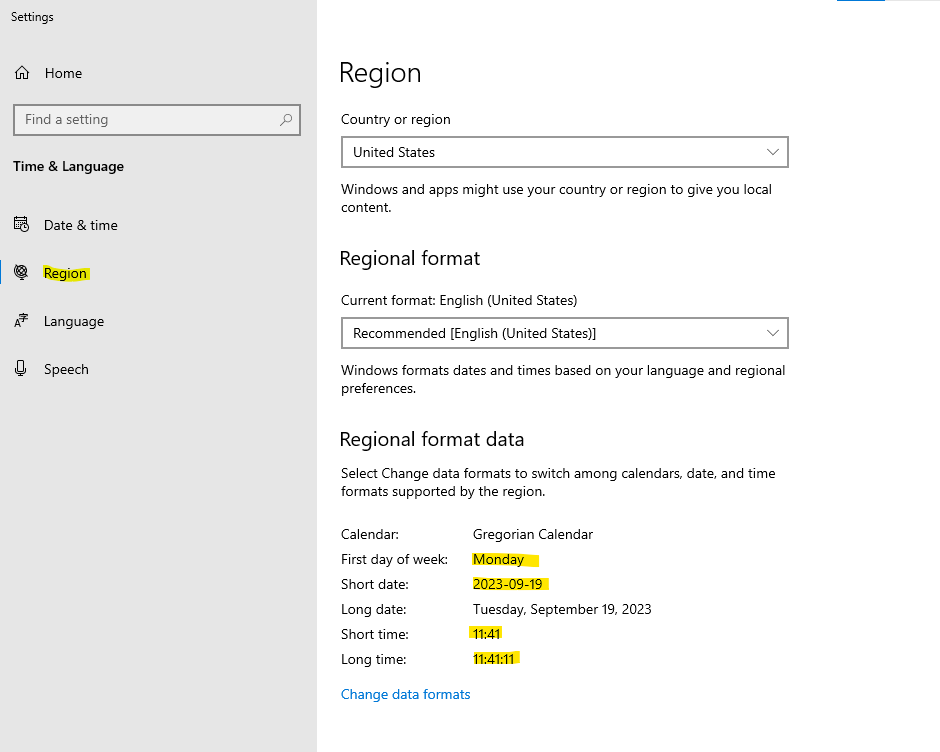 Settings
Home
Find a setting
Time & Language
Date & time
Region
Language
Speech
Region
Country or region
United States
Windows and apps might use your country or region to give you local
content.
Regional format
Current format: English (United States)
Recommended [English (United States)]
Windows formats dates and times based on your language and regional
preferences.
Regional format data
Select Change data formats to switch among calendars, date, and time
formats supported by the region.
Calendar: Gregorian Calendar
First day of week: Monday
Short date: 2023-09-19
Long date: Tuesday, September 19, 2023
Short time: 11:41
Long time: 11:41:11
Change data formats